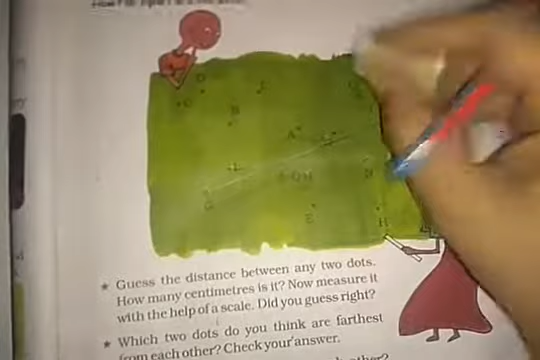 D
C
B
A
G
E
H
★ Guess the distance between any two dots.
How many centimetres is it? Now measure it
with the help of a scale. Did you guess right?
★ Which two dots do you think are farthest
from each other? Check your answer.